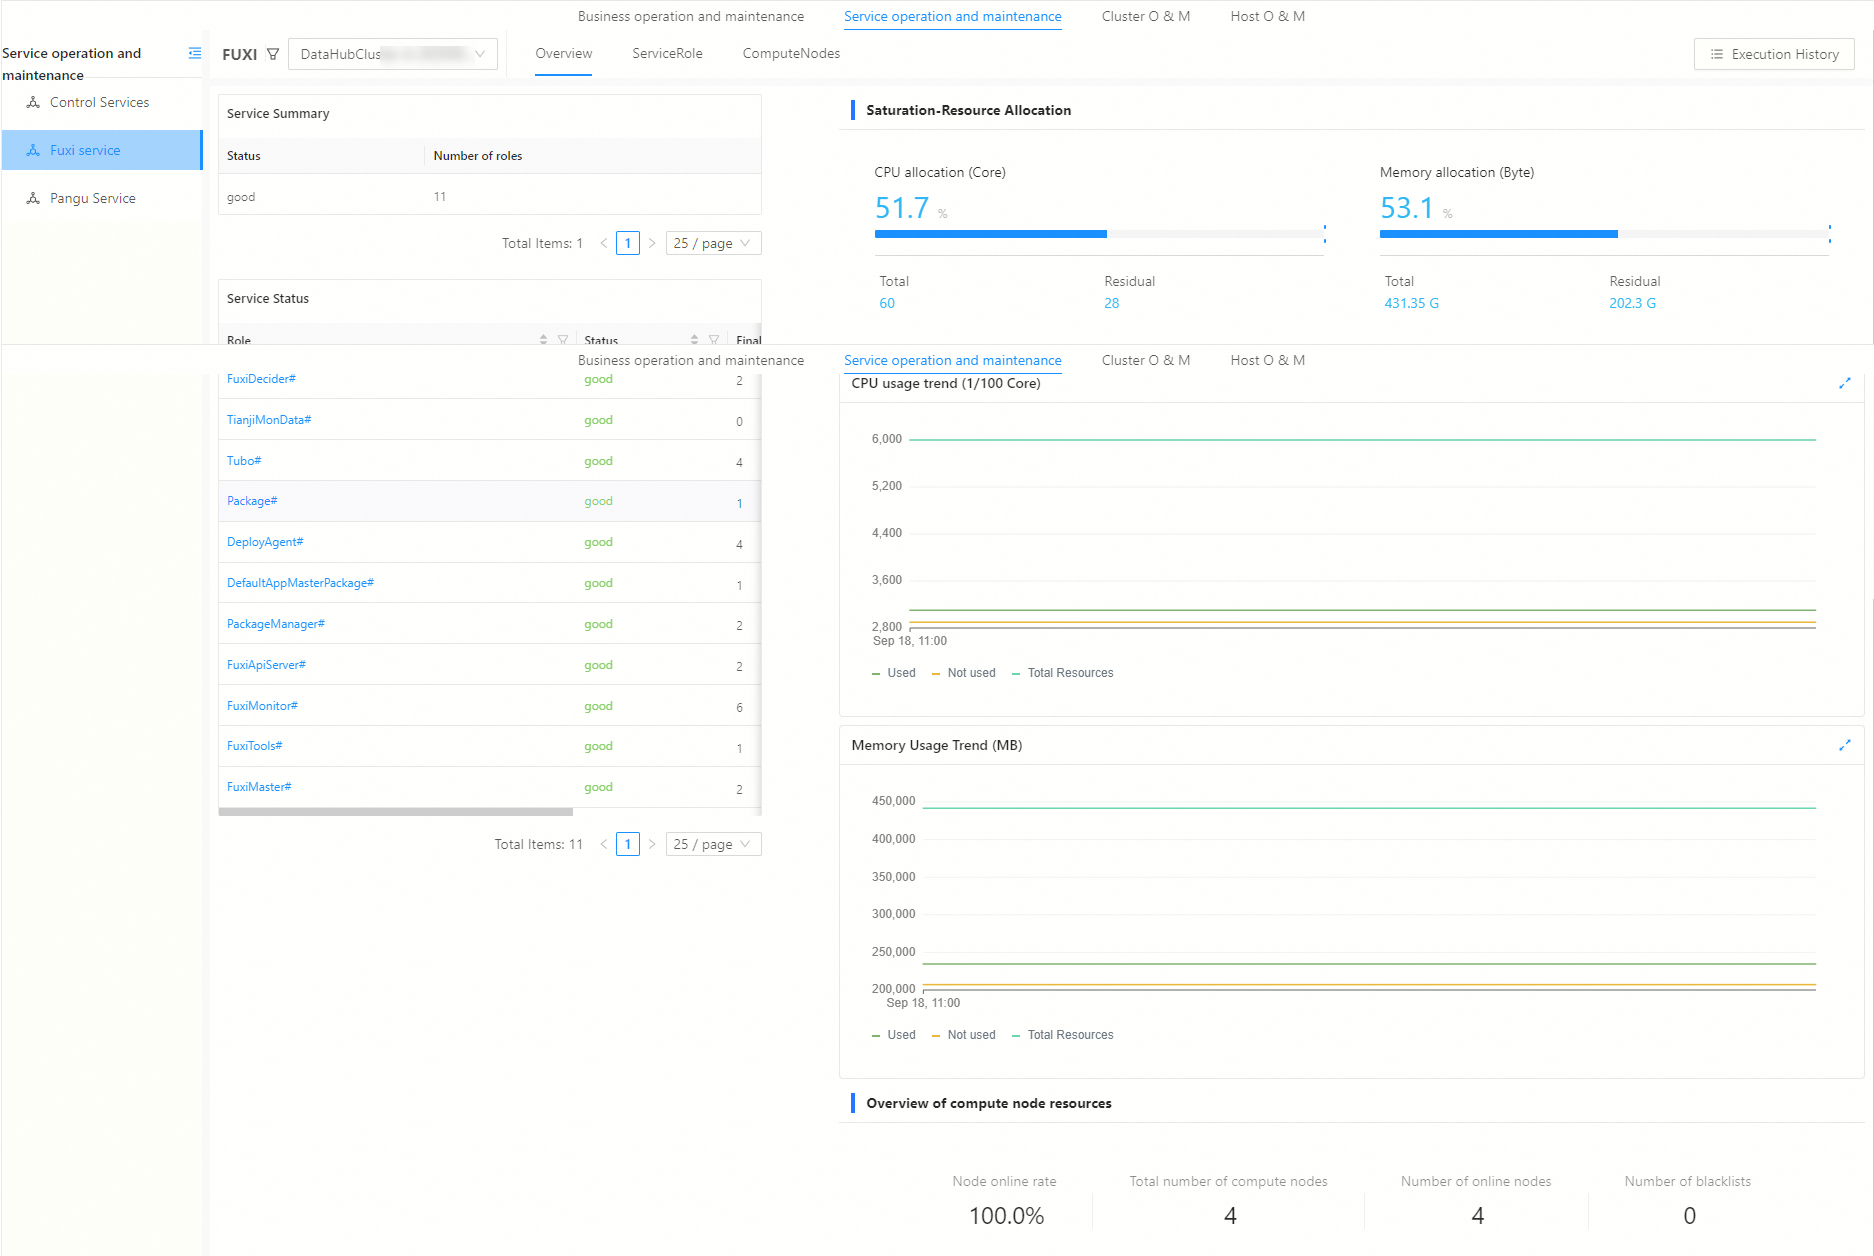 Business operation and maintenance
Service operation and maintenance
Cluster O & M
Host O & M
Service operation and
maintenance
Control Services
Fuxi service
Pangu Service
FUXI
DataHubClus
Overview
ServiceRole
ComputeNodes
Execution History
Service Summary
Status Number of roles
good 11
Total Items: 1 < 1 > 25 / page
Service Status
Role Status Final
Saturation-Resource Allocation
CPU allocation (Core)
51.7 %
Total Residual
60 28
Memory allocation (Byte)
53.1 %
Total Residual
431.35 G 202.3 G
Business operation and maintenance
Service operation and maintenance
Cluster O & M
Host O & M
FuxiDecider# good 2
TianjiMonData# good 0
Tubo# good 4
Package# good 1
DeployAgent# good 4
DefaultAppMasterPackage# good 1
PackageManager# good 2
FuxiApiServer# good 2
FuxiMonitor# good 6
FuxiTools# good 1
FuxiMaster# good 2
Total Items: 11 < 1 > 25 / page
CPU usage trend (1/100 Core)
6,000
5,200
4,400
3,600
2,800
Sep 18, 11:00
Used Not used Total Resources
Memory Usage Trend (MB)
450,000
400,000
350,000
300,000
250,000
200,000
Sep 18, 11:00
Used Not used Total Resources
Overview of compute node resources
Node online rate
100.0%
Total number of compute nodes
4
Number of online nodes
4
Number of blacklists
0